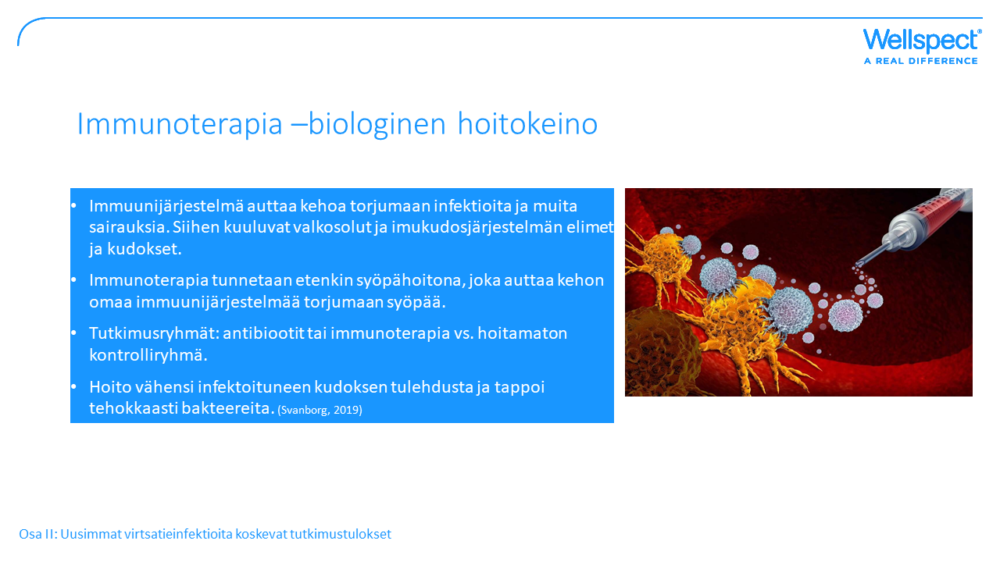 Wellspect®
A REAL DIFFERENCE
Immunoterapia –biologinen hoitokeino
• Immuunijärjestelmä auttaa kehoa torjumaan infektioita ja muita
sairauksia. Siihen kuuluvat valkosolut ja imukudosjärjestelmän elimet
ja kudokset.
• Immunoterapia tunnetaan etenkin syöpähoitona, joka auttaa kehon
omaa immuunijärjestelmää torjumaan syöpää.
• Tutkimusryhmät: antibiootit tai immunoterapia vs. hoitamaton
kontrolliryhmä.
• Hoito vähensi infektoituneen kudoksen tulehdusta ja tappoi
tehokkaasti bakteereita. (Svanborg, 2019)
Osa II: Uusimmat virtsatieinfektioita koskevat tutkimustulokset